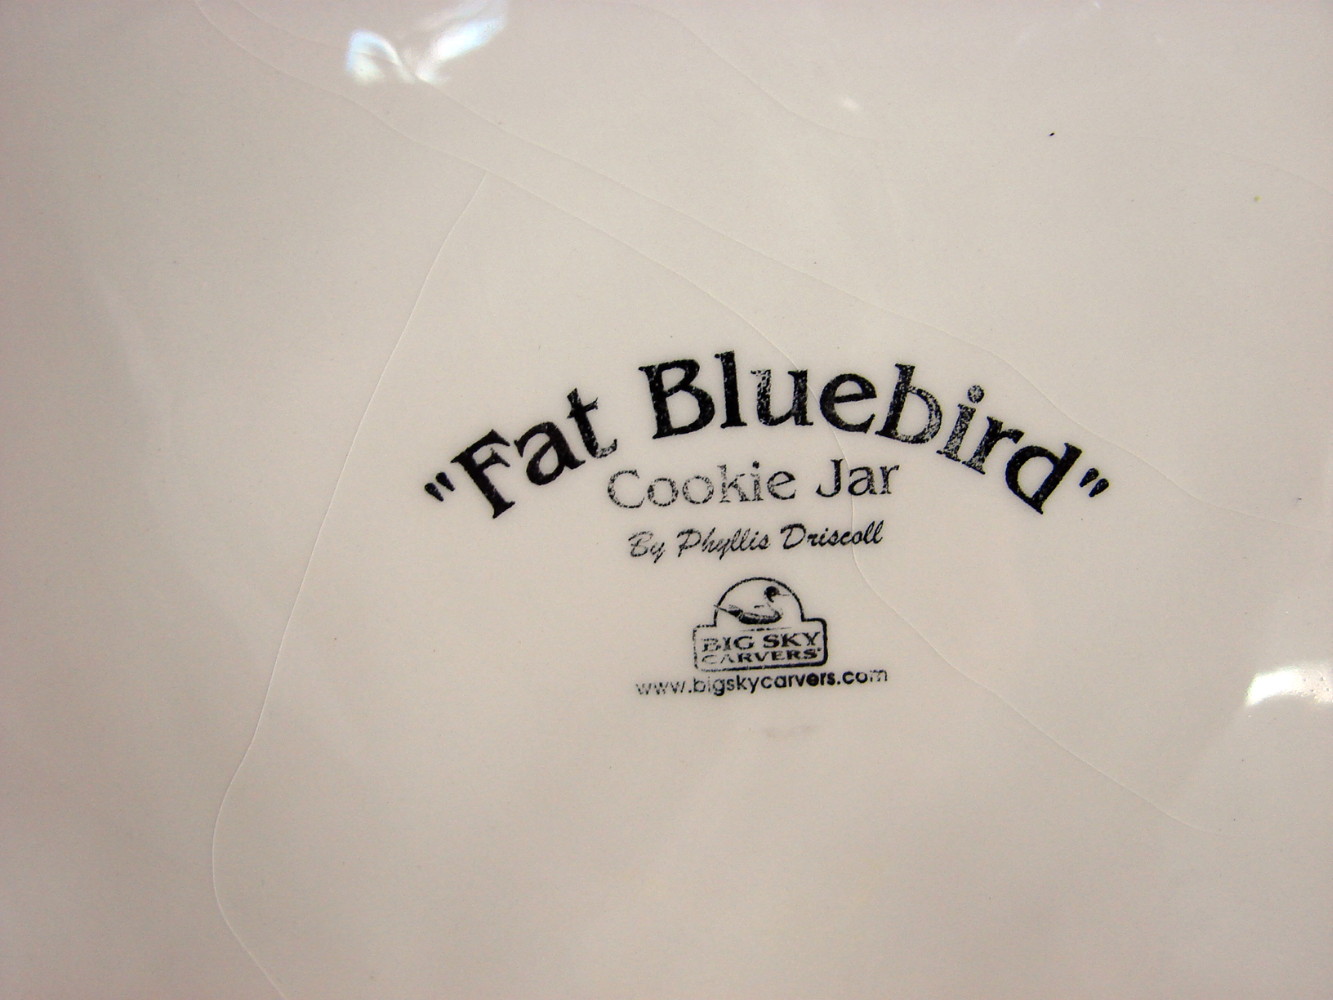 "Fat Bluebird"
Cookie Jar
By Phyllis Driscoll
BIG SKY
CARVERS®
www.bigskycarvers.com